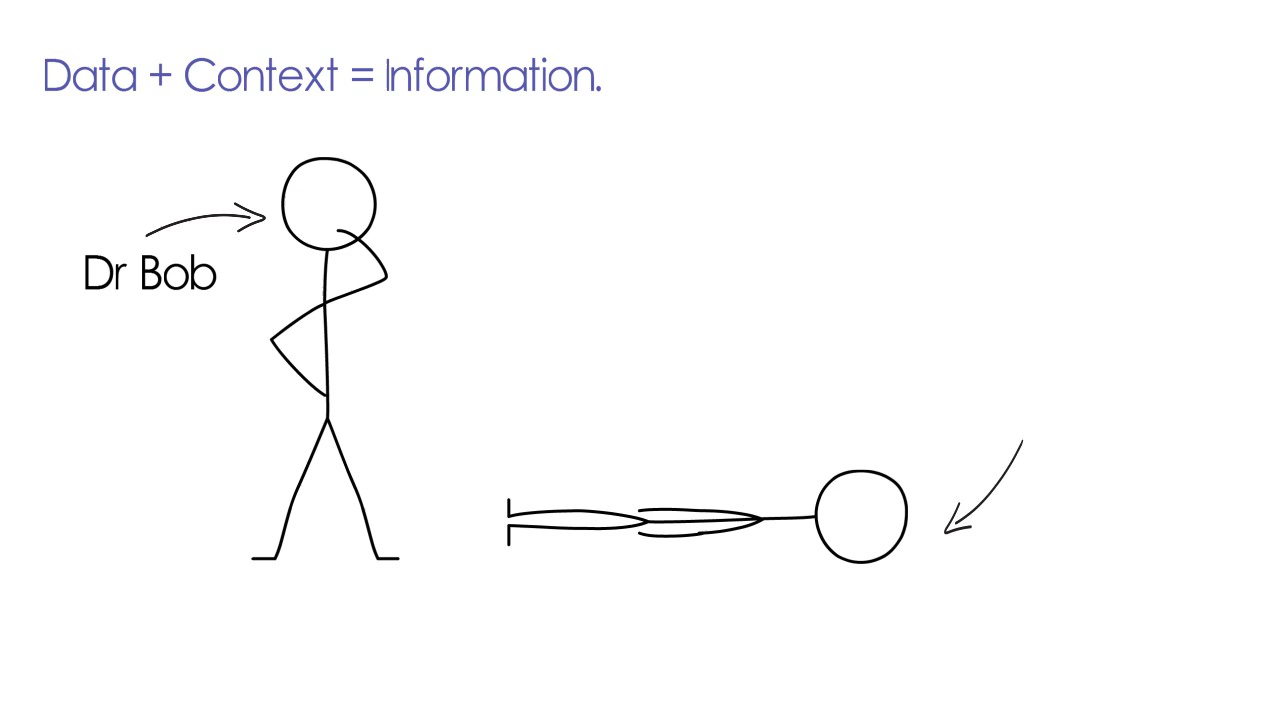 Data + Context = Information.
Dr Bob